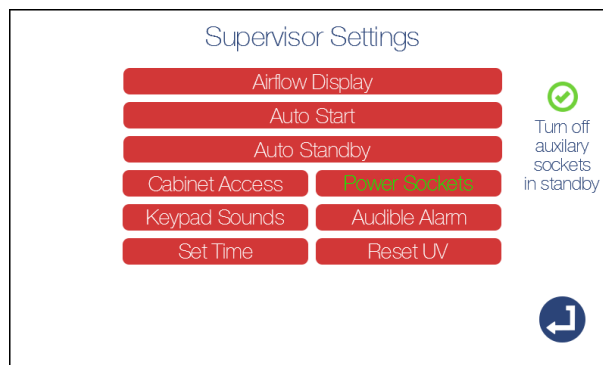 Supervisor Settings
Airflow Display
Auto Start
Auto Standby
Cabinet Access
Power Sockets
Keypad Sounds
Audible Alarm
Set Time
Reset UV
Turn off
auxilary
sockets
in standby